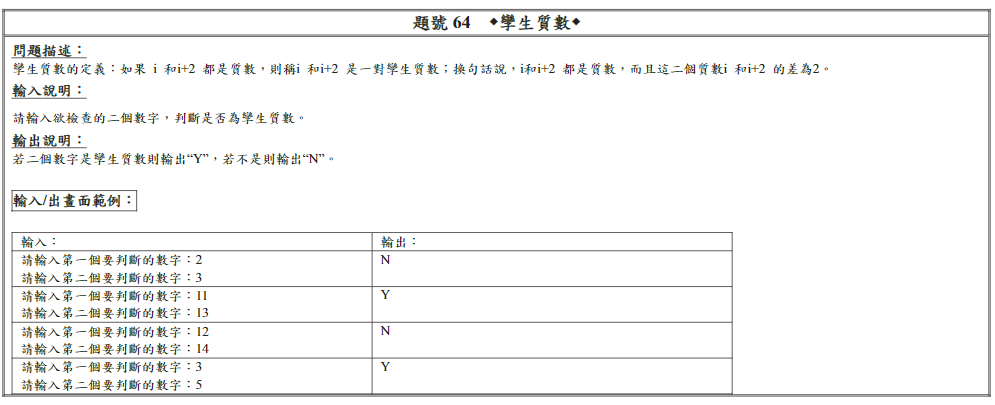 題號 64 ◆孿生質數◆
問題描述：
孿生質數的定義：如果 i 和i+2 都是質數，則稱i 和i+2 是一對孿生質數；換句話說，i和i+2 都是質數，而且這二個質數i 和i+2 的差為2。
輸入說明：
請輸入欲檢查的二個數字，判斷是否為孿生質數。
輸出說明：
若二個數字是孿生質數則輸出“Y”，若不是則輸出“N”。
輸入/出畫面範例：
輸入： 輸出：
請輸入第一個要判斷的數字：2 N
請輸入第二個要判斷的數字：3
請輸入第一個要判斷的數字：11 Y
請輸入第二個要判斷的數字：13
請輸入第一個要判斷的數字：12 N
請輸入第二個要判斷的數字：14
請輸入第一個要判斷的數字：3 Y
請輸入第二個要判斷的數字：5